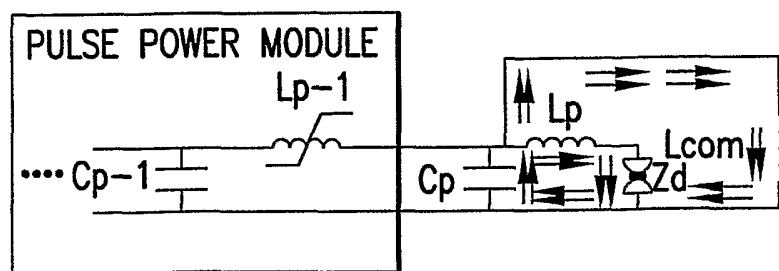 PULSE POWER MODULE
Lp-1
Lp
Lcom
.... Cp-1
Cp
Zd